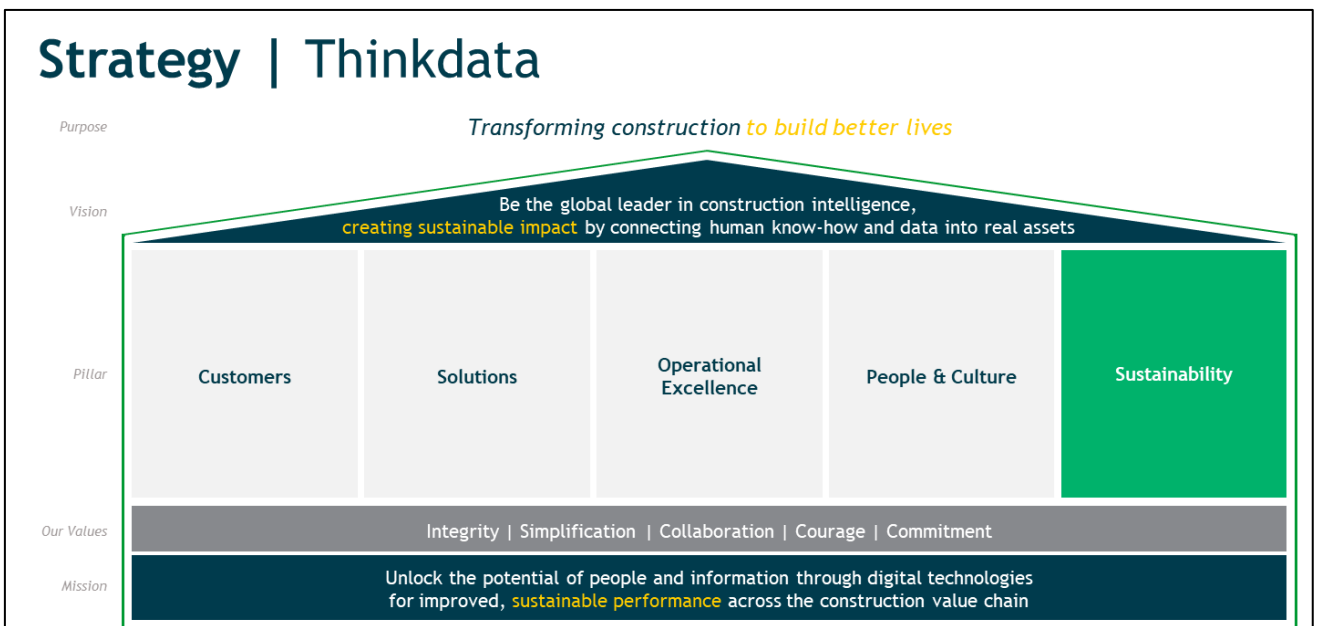 Strategy | Thinkdata
Purpose
Transforming construction to build better lives
Vision
Be the global leader in construction intelligence,
creating sustainable impact by connecting human know-how and data into real assets
Pillar
Customers
Solutions
Operational
Excellence
People & Culture
Sustainability
Our Values
Integrity | Simplification | Collaboration | Courage | Commitment
Mission
Unlock the potential of people and information through digital technologies
for improved, sustainable performance across the construction value chain